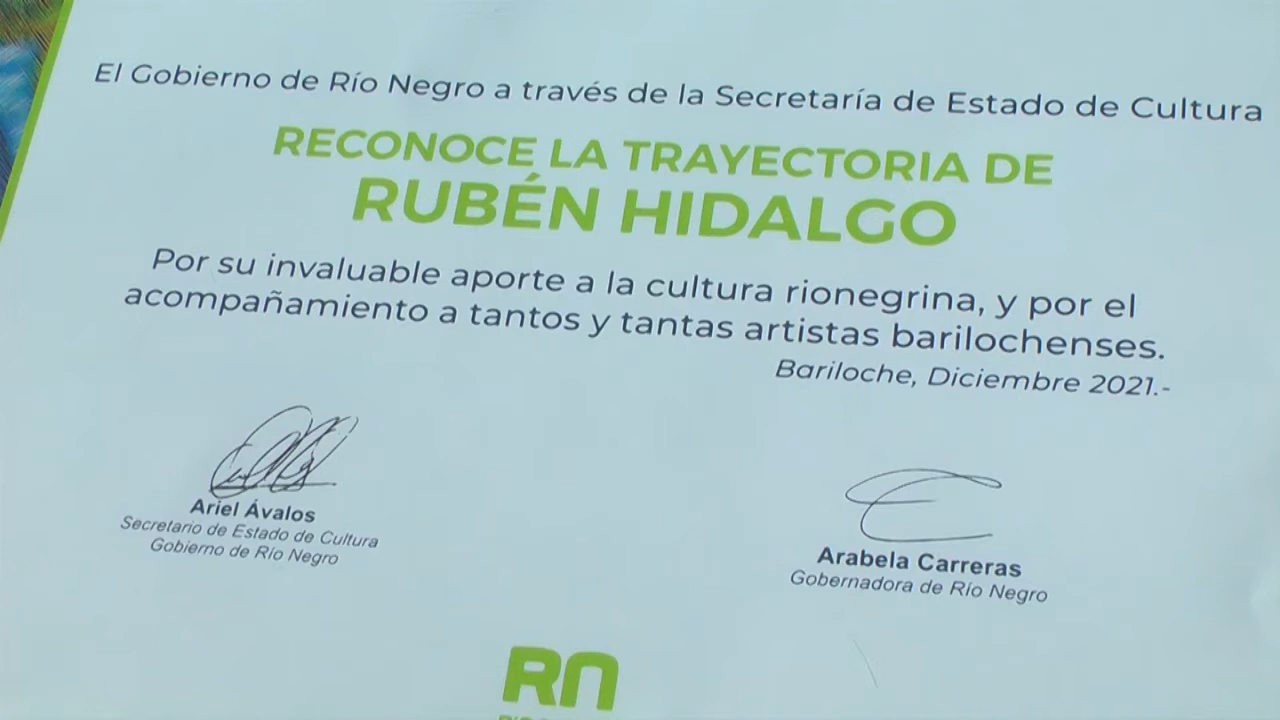 El Gobierno de Río Negro a través de la Secretaría de Estado de Cultura
RECONOCE LA TRAYECTORIA DE
RUBÉN HIDALGO
Por su invaluable aporte a la cultura rionegrina, y por el
acompañamiento a tantos y tantas artistas barilochenses.
Bariloche, Diciembre 2021.-
Ariel Ávalos
Secretario de Estado de Cultura
Gobierno de Río Negro
Arabela Carreras
Gobernadora de Río Negro
RN